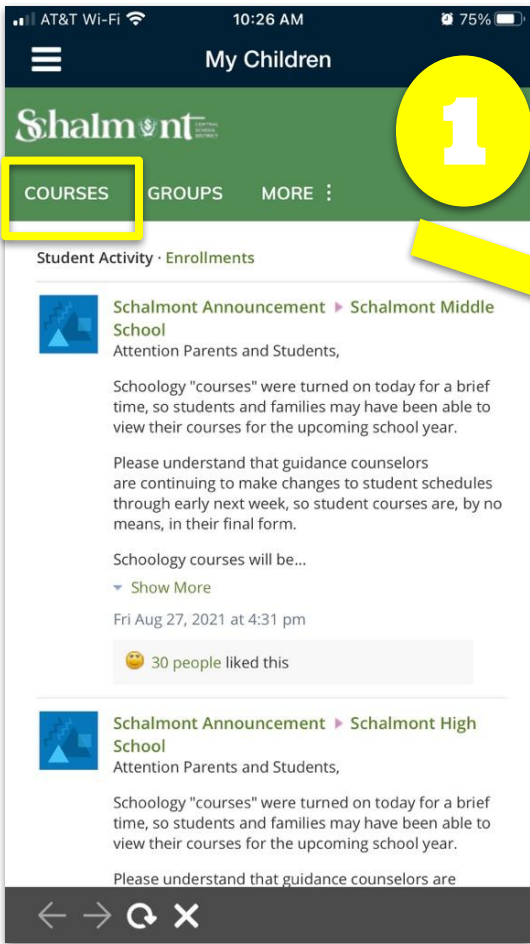 AT&T Wi-Fi 10:26 AM 75%
My Children
Schalmont
CENTRAL
SCHOOL
DISTRICT
1
COURSES GROUPS MORE
Student Activity · Enrollments
Schalmont Announcement ▶ Schalmont Middle
School
Attention Parents and Students,
Schoology "courses" were turned on today for a brief
time, so students and families may have been able to
view their courses for the upcoming school year.
Please understand that guidance counselors
are continuing to make changes to student schedules
through early next week, so student courses are, by no
means, in their final form.
Schoology courses will be...
Show More
Fri Aug 27, 2021 at 4:31 pm
30 people liked this
Schalmont Announcement ▶ Schalmont High
School
Attention Parents and Students,
Schoology "courses" were turned on today for a brief
time, so students and families may have been able to
view their courses for the upcoming school year.
Please understand that guidance counselors are